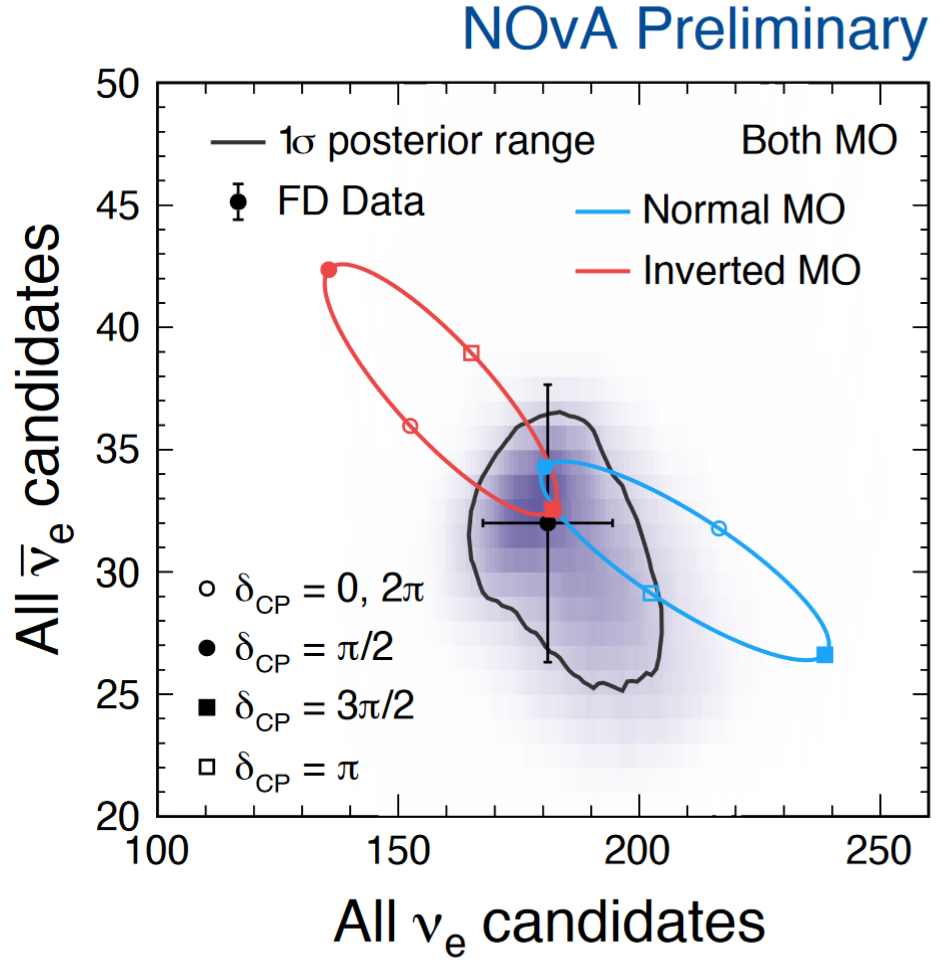 NOvA Preliminary
1σ posterior range
Both MO
FD Data
Normal MO
Inverted MO
δCP = 0, 2π
δCP = π/2
δCP = 3π/2
δCP = π
50
45
40
35
30
25
20
100
150
200
250
All ν̅e candidates
All νe candidates